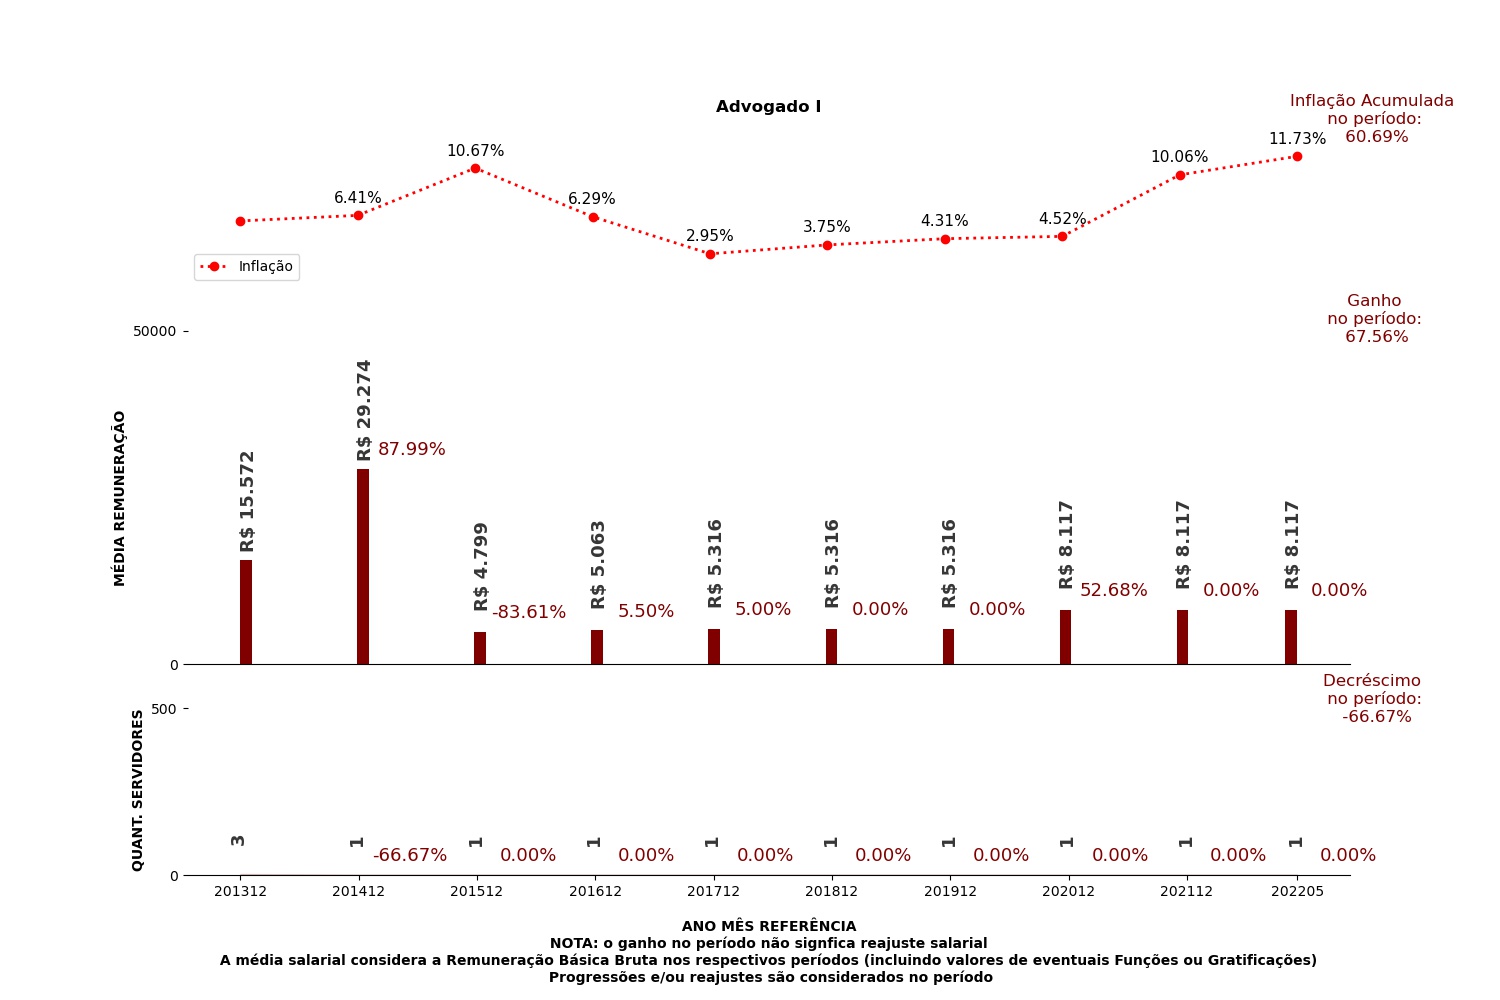 Advogado I
Inflação Acumulada
no período:
60.69%
6.41%
10.67%
6.29%
2.95%
3.75%
4.31%
4.52%
10.06%
11.73%
Inflação
Ganho
no período:
67.56%
50000
0
MÉDIA REMUNERAÇÃO
R$ 15.572
R$ 29.274
87.99%
R$ 4.799
-83.61%
R$ 5.063
5.50%
R$ 5.316
5.00%
R$ 5.316
0.00%
R$ 5.316
0.00%
R$ 8.117
52.68%
R$ 8.117
0.00%
R$ 8.117
0.00%
Decréscimo
no período:
-66.67%
500
0
QUANT. SERVIDORES
3
1
-66.67%
1
0.00%
1
0.00%
1
0.00%
1
0.00%
1
0.00%
1
0.00%
1
0.00%
1
0.00%
201312
201412
201512
201612
201712
201812
201912
202012
202112
202205
ANO MÊS REFERÊNCIA
NOTA: o ganho no período não signfica reajuste salarial
A média salarial considera a Remuneração Básica Bruta nos respectivos períodos (incluindo valores de eventuais Funções ou Gratificações)
Progressões e/ou reajustes são considerados no período